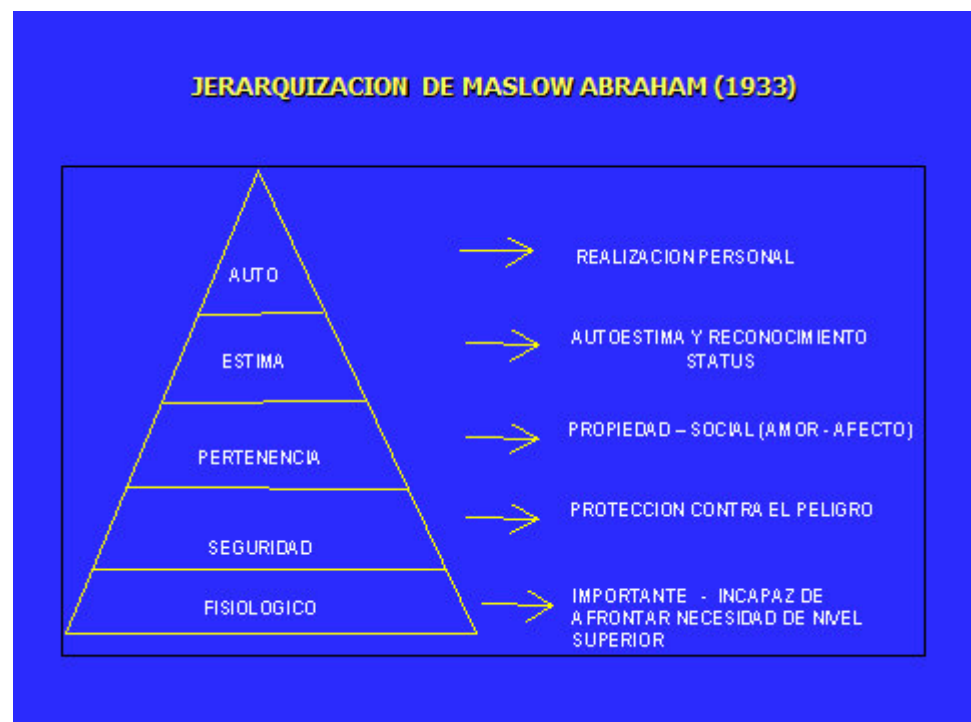 JERARQUIZACION DE MASLOW ABRAHAM (1933)
AUTO
REALIZACION PERSONAL
ESTIMA
AUTOESTIMA Y RECONOCIMIENTO
STATUS
PERTENENCIA
PROPIEDAD – SOCIAL (AMOR - AFECTO)
SEGURIDAD
PROTECCION CONTRA EL PELIGRO
FISIOLOGICO
IMPORTANTE - INCAPAZ DE
AFRONTAR NECESIDAD DE NIVEL
SUPERIOR